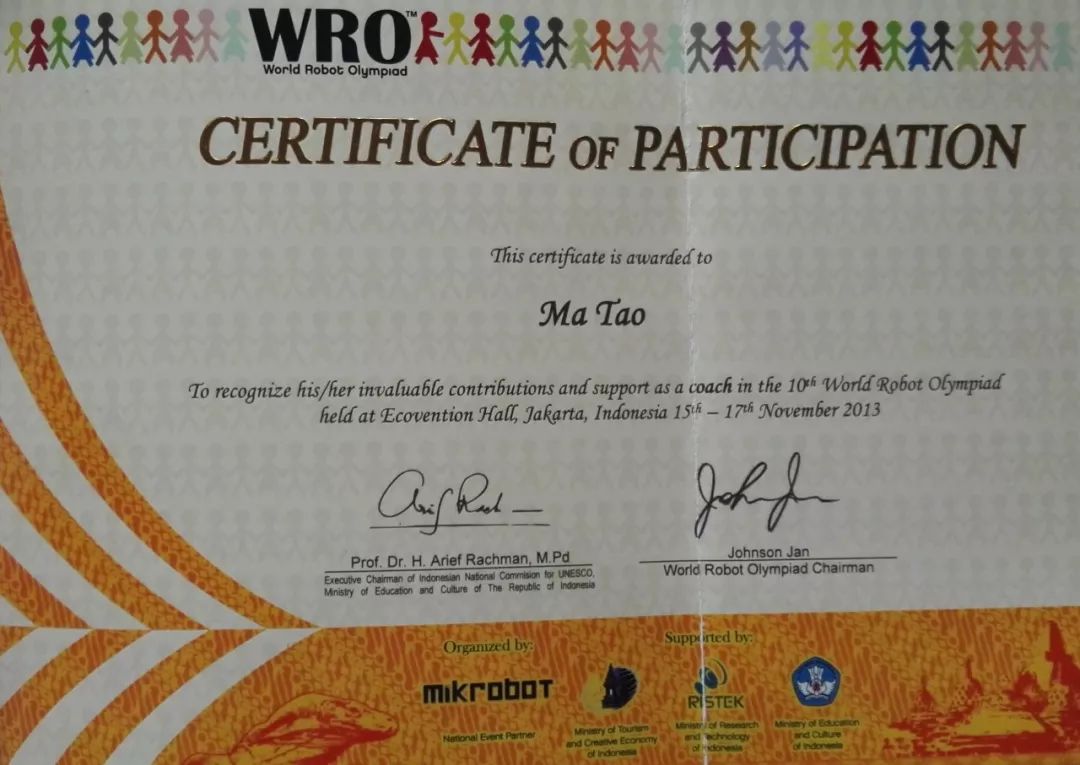 WRO™
World Robot Olympiad
CERTIFICATE OF PARTICIPATION
This certificate is awarded to
Ma Tao
To recognize his/her invaluable contributions and support as a coach in the 10th World Robot Olympiad
held at Ecovention Hall, Jakarta, Indonesia 15th – 17th November 2013
Arif Rach
John Jan
Prof. Dr. H. Arief Rachman, M.Pd
Executive Chairman of Indonesian National Commision for UNESCO,
Ministry of Education and Culture of The Republic of Indonesia
Johnson Jan
World Robot Olympiad Chairman
Organized by:
mikrobot
National Event Partner
Supported by:
Ministry of Tourism
and Creative Economy
of Indonesia
RISTEK
Ministry of Research
and Technology
of Indonesia
Ministry of Education
and Culture
of Indonesia